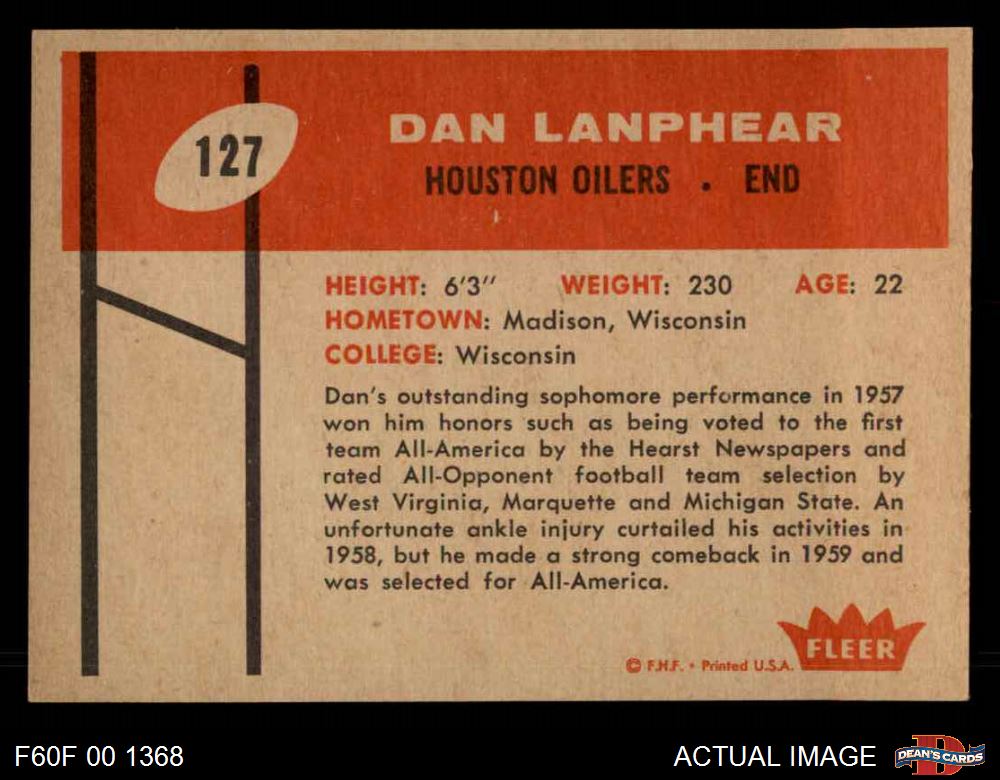 127
DAN LANPHEAR
HOUSTON OILERS . END
HEIGHT: 6'3" WEIGHT: 230 AGE: 22
HOMETOWN: Madison, Wisconsin
COLLEGE: Wisconsin
Dan's outstanding sophomore performance in 1957
won him honors such as being voted to the first
team All-America by the Hearst Newspapers and
rated All-Opponent football team selection by
West Virginia, Marquette and Michigan State. An
unfortunate ankle injury curtailed his activities in
1958, but he made a strong comeback in 1959 and
was selected for All-America.
FLEER
© F.H.F. • Printed U.S.A.
F60F 00 1368
ACTUAL IMAGE
D
DEAN'S CARDS